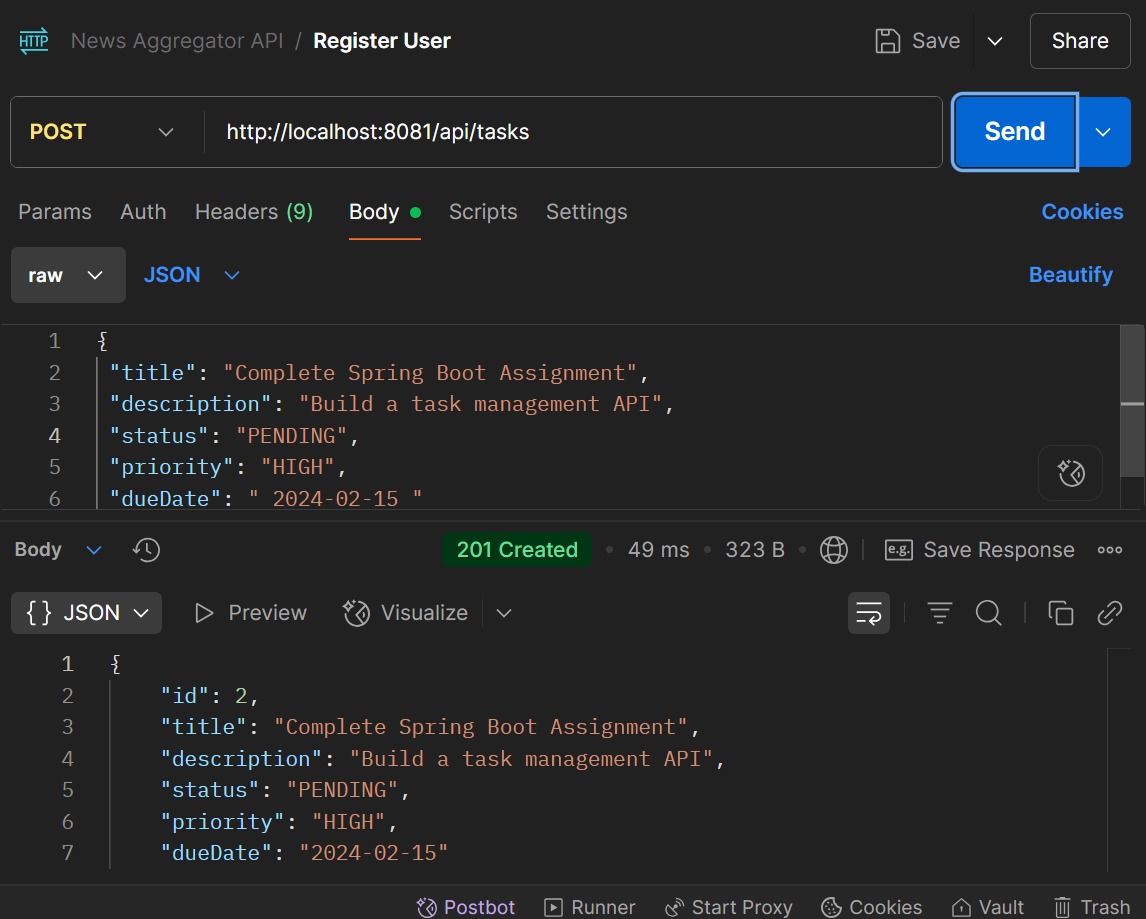 HTTP News Aggregator API / Register User Save Share
POST http://localhost:8081/api/tasks Send
Params Auth Headers (9) Body Scripts Settings Cookies
raw JSON Beautify
1 {
2 "title": "Complete Spring Boot Assignment",
3 "description": "Build a task management API",
4 "status": "PENDING",
5 "priority": "HIGH",
6 "dueDate": " 2024-02-15 "
Body 201 Created • 49 ms • 323 B • e.g. Save Response
{} JSON Preview Visualize
1 {
2 "id": 2,
3 "title": "Complete Spring Boot Assignment",
4 "description": "Build a task management API",
5 "status": "PENDING",
6 "priority": "HIGH",
7 "dueDate": "2024-02-15"
Postbot Runner Start Proxy Cookies Vault Trash